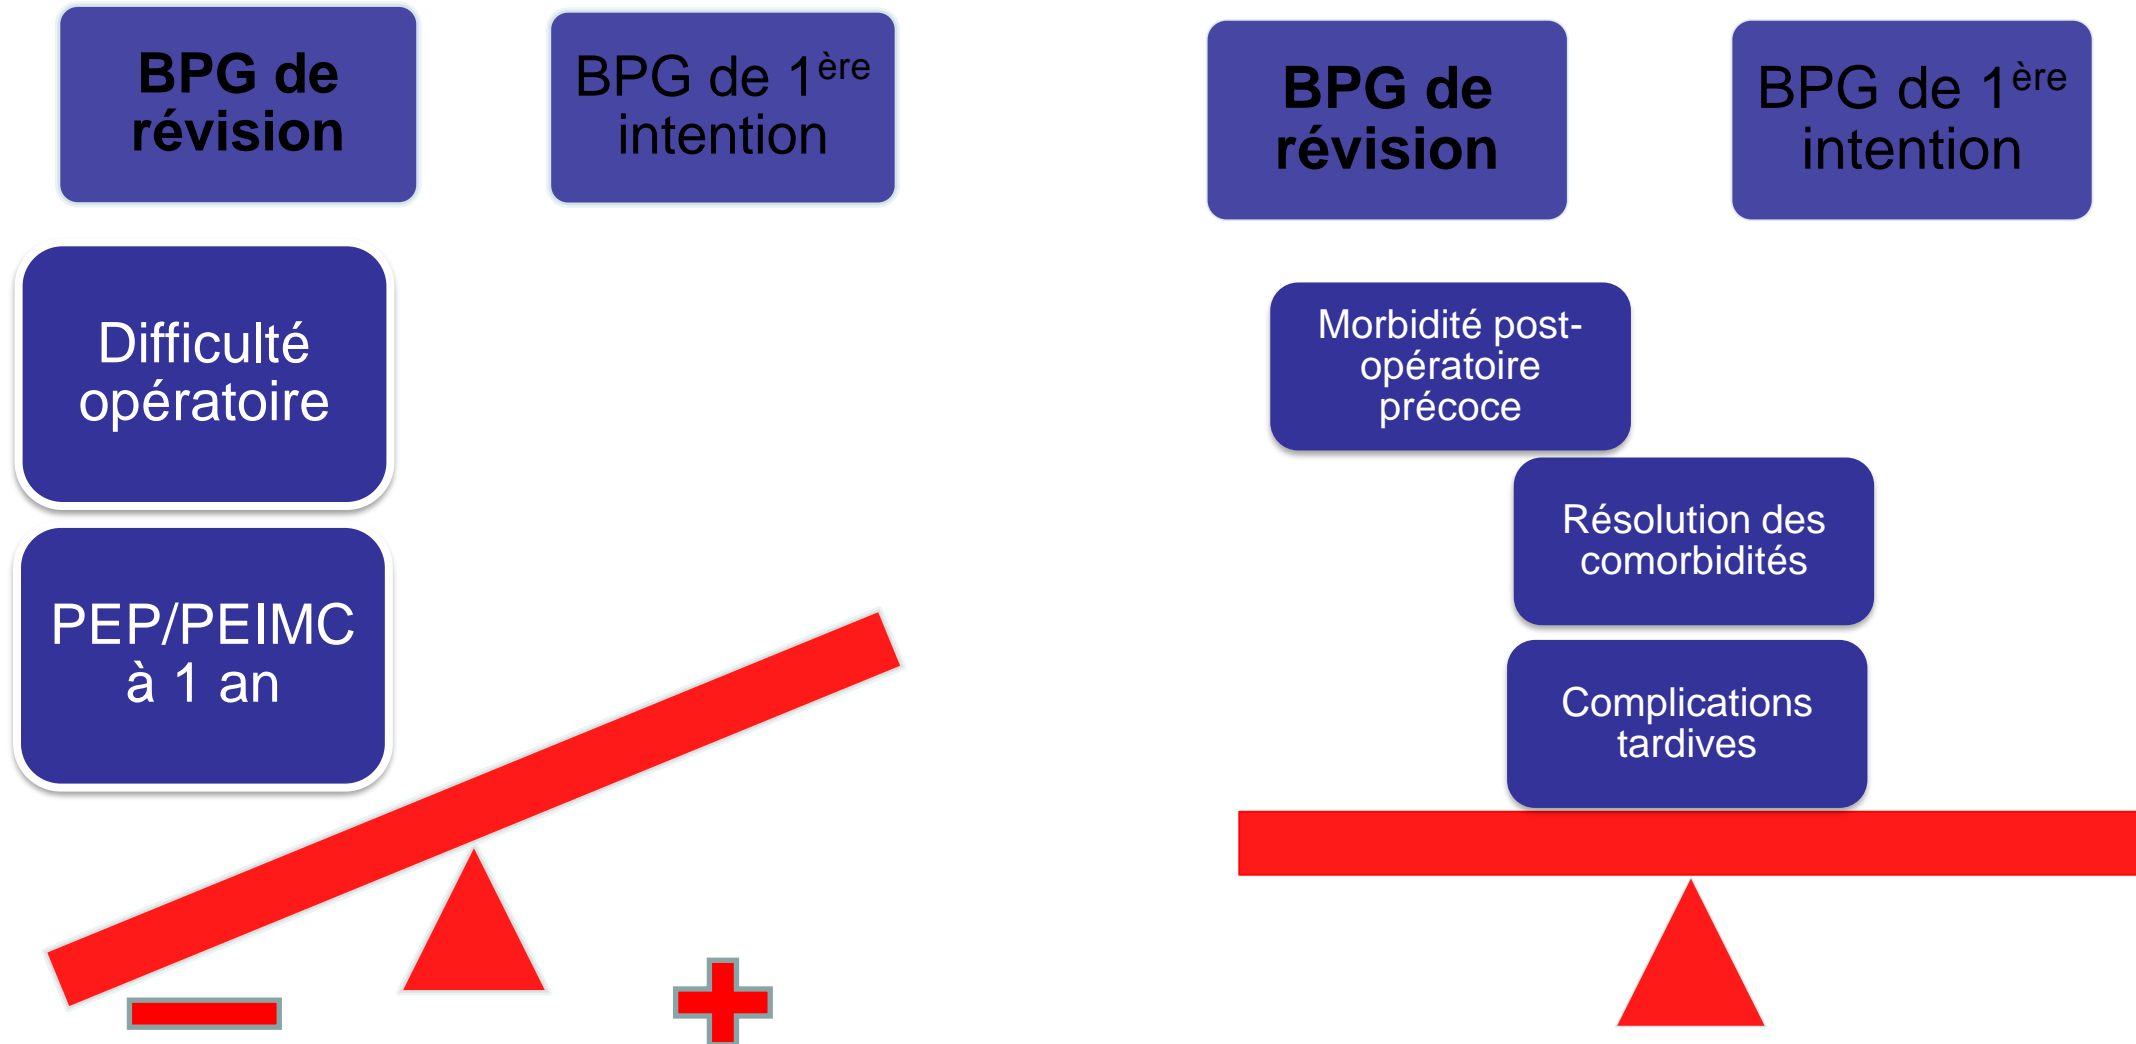 BPG de
révision
BPG de 1ère
intention
Difficulté
opératoire
PEP/PEIMC
à 1 an
BPG de
révision
BPG de 1ère
intention
Morbidité post-
opératoire
précoce
Résolution des
comorbidités
Complications
tardives